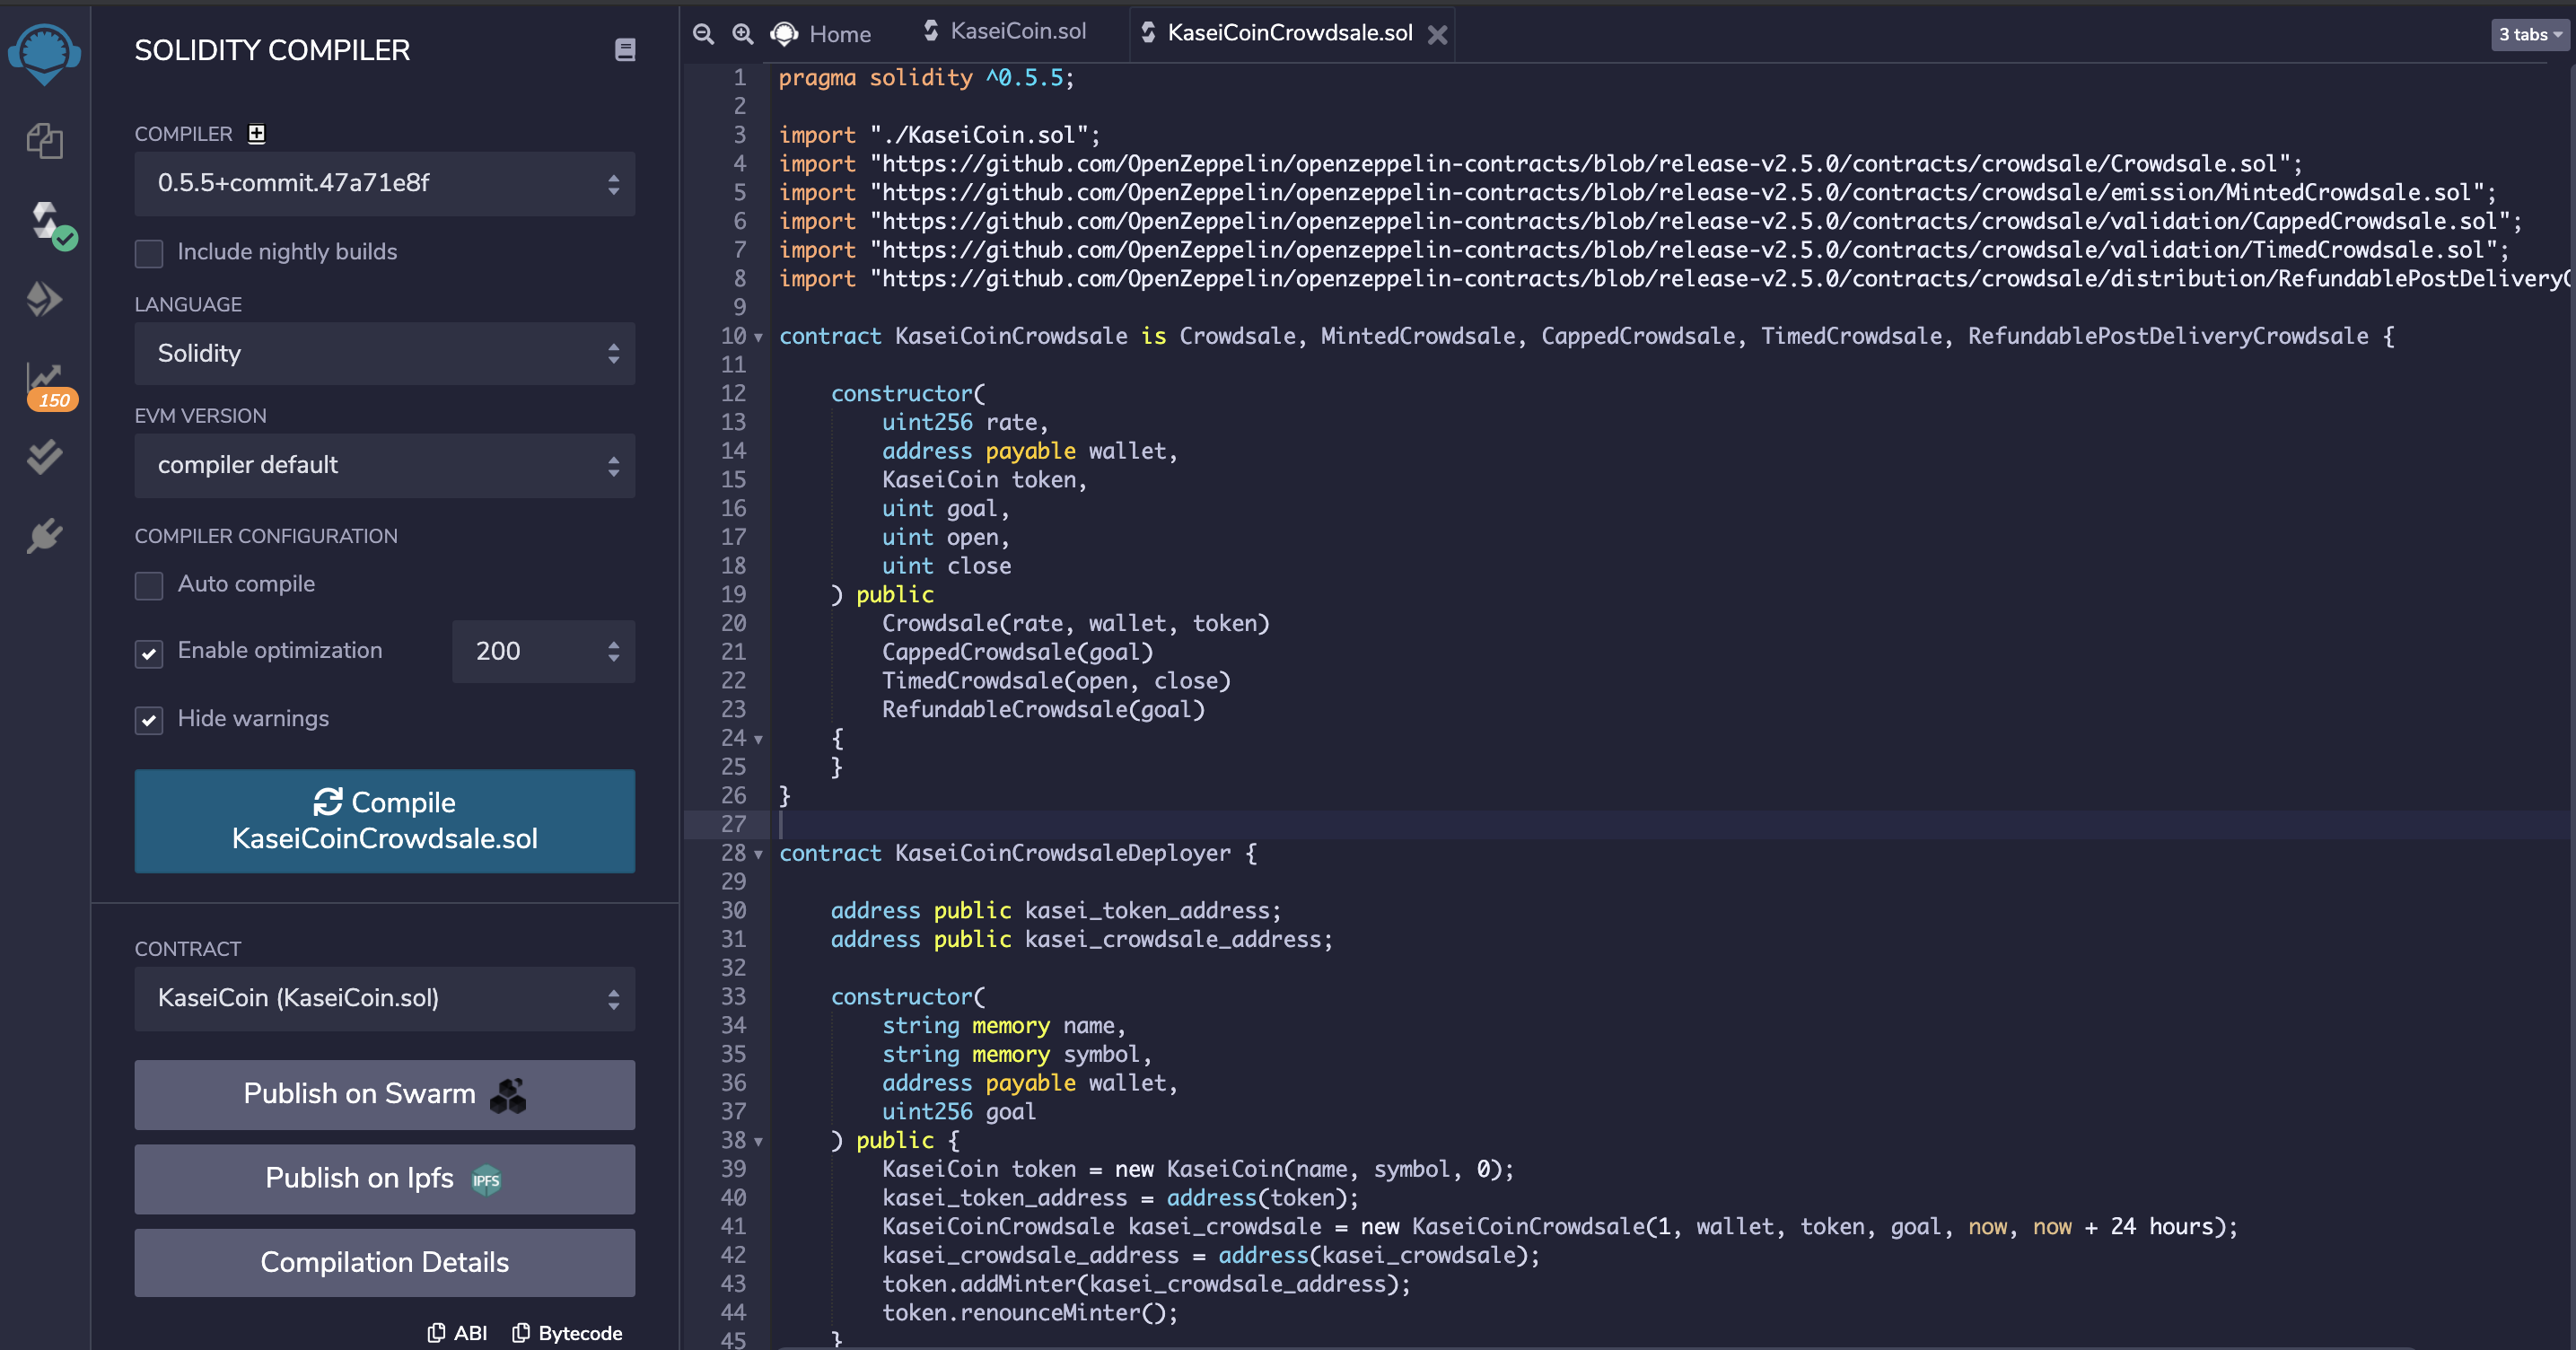 SOLIDITY COMPILER
COMPILER
0.5.5+commit.47a71e8f
Include nightly builds
LANGUAGE
Solidity
EVM VERSION
compiler default
COMPILER CONFIGURATION
Auto compile
Enable optimization 200
Hide warnings
Compile
KaseiCoinCrowdsale.sol
CONTRACT
KaseiCoin (KaseiCoin.sol)
Publish on Swarm
Publish on Ipfs IPFS
Compilation Details
ABI Bytecode
150
Home KaseiCoin.sol KaseiCoinCrowdsale.sol 3 tabs
1 pragma solidity ^0.5.5;
2
3 import "./KaseiCoin.sol";
4 import "https://github.com/OpenZeppelin/openzeppelin-contracts/blob/release-v2.5.0/contracts/crowdsale/Crowdsale.sol";
5 import "https://github.com/OpenZeppelin/openzeppelin-contracts/blob/release-v2.5.0/contracts/crowdsale/emission/MintedCrowdsale.sol";
6 import "https://github.com/OpenZeppelin/openzeppelin-contracts/blob/release-v2.5.0/contracts/crowdsale/validation/CappedCrowdsale.sol";
7 import "https://github.com/OpenZeppelin/openzeppelin-contracts/blob/release-v2.5.0/contracts/crowdsale/validation/TimedCrowdsale.sol";
8 import "https://github.com/OpenZeppelin/openzeppelin-contracts/blob/release-v2.5.0/contracts/crowdsale/distribution/RefundablePostDeliveryC
9
10 contract KaseiCoinCrowdsale is Crowdsale, MintedCrowdsale, CappedCrowdsale, TimedCrowdsale, RefundablePostDeliveryCrowdsale {
11
12 constructor(
13 uint256 rate,
14 address payable wallet,
15 KaseiCoin token,
16 uint goal,
17 uint open,
18 uint close
19 ) public
20 Crowdsale(rate, wallet, token)
21 CappedCrowdsale(goal)
22 TimedCrowdsale(open, close)
23 RefundableCrowdsale(goal)
24 {
25 }
26 }
27
28 contract KaseiCoinCrowdsaleDeployer {
29
30 address public kasei_token_address;
31 address public kasei_crowdsale_address;
32
33 constructor(
34 string memory name,
35 string memory symbol,
36 address payable wallet,
37 uint256 goal
38 ) public {
39 KaseiCoin token = new KaseiCoin(name, symbol, 0);
40 kasei_token_address = address(token);
41 KaseiCoinCrowdsale kasei_crowdsale = new KaseiCoinCrowdsale(1, wallet, token, goal, now, now + 24 hours);
42 kasei_crowdsale_address = address(kasei_crowdsale);
43 token.addMinter(kasei_crowdsale_address);
44 token.renounceMinter();
45 }